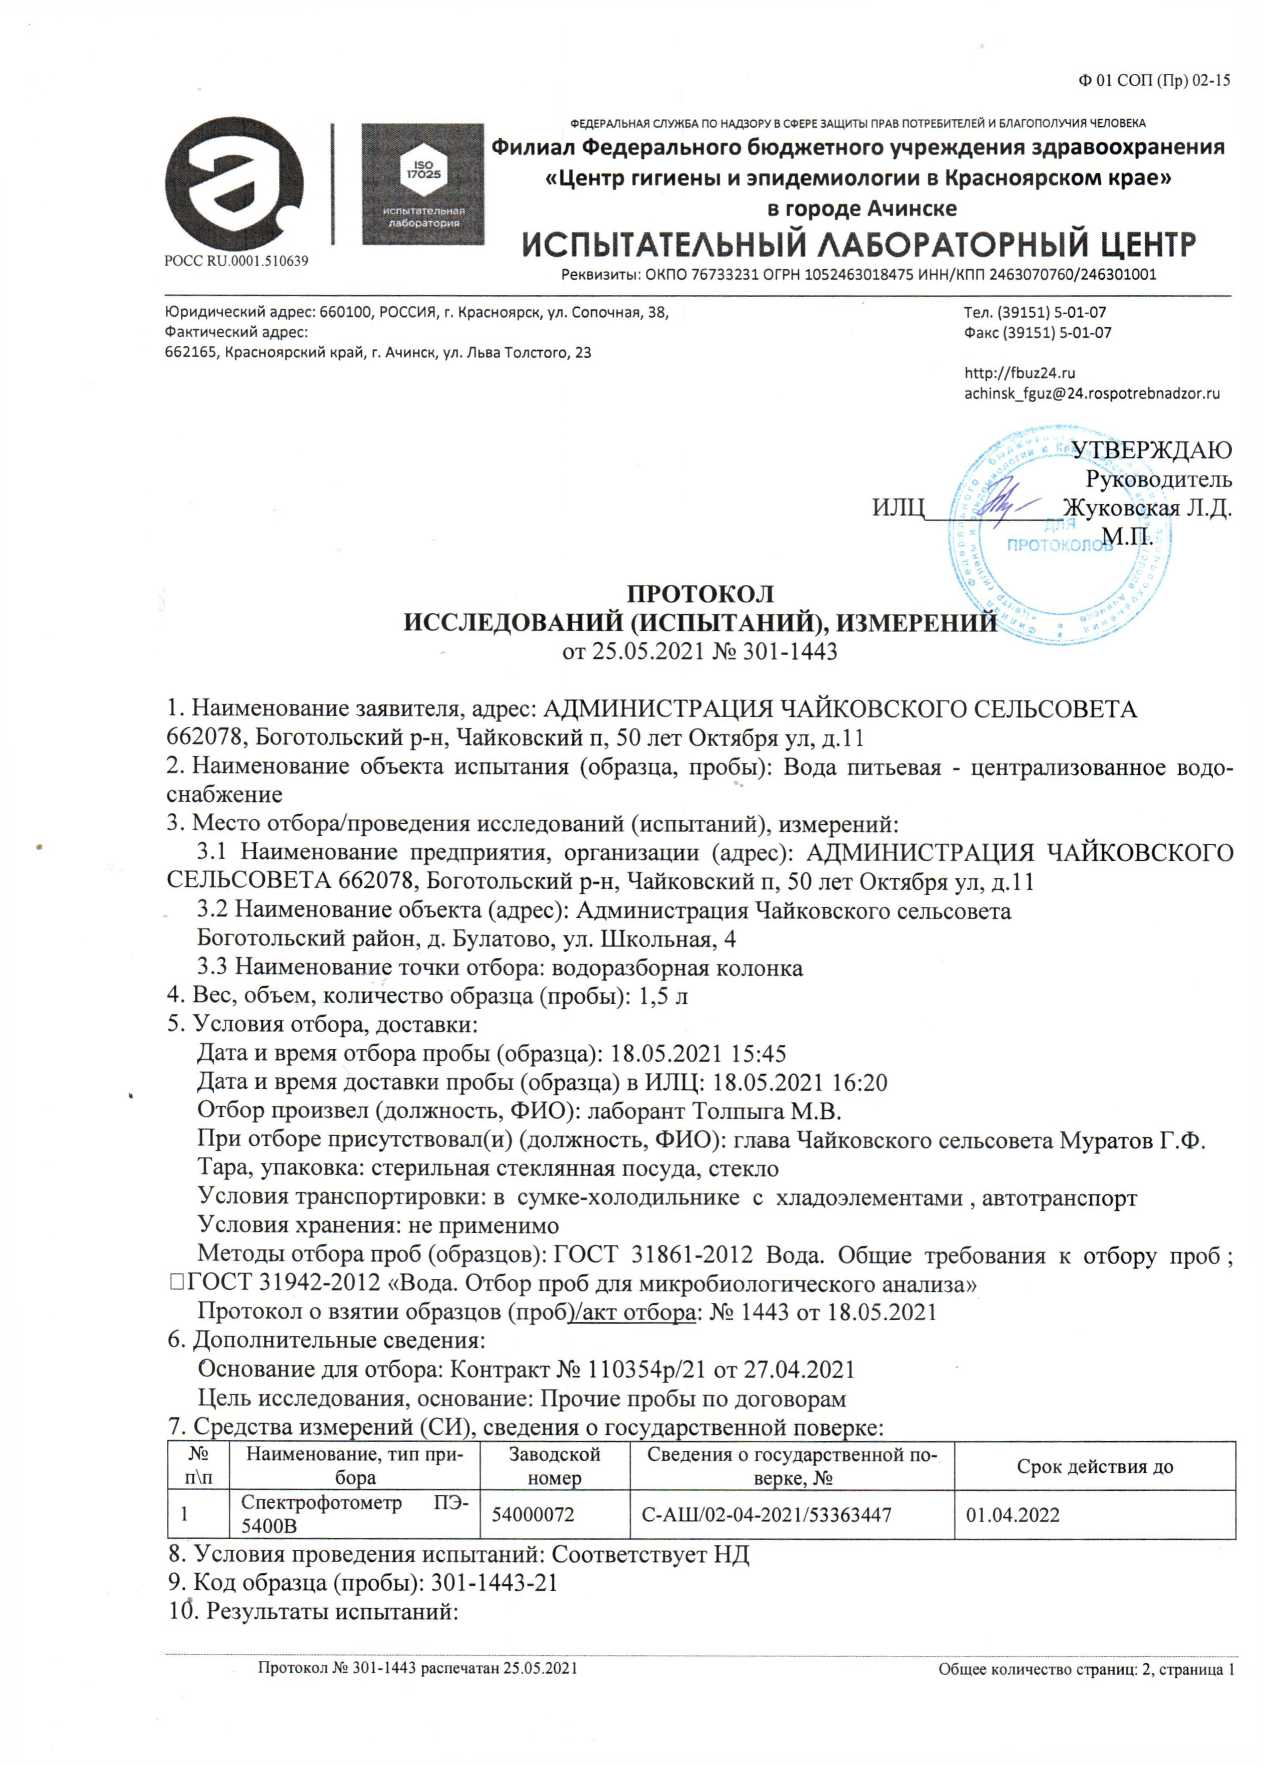 Ф 01 СОП (Пр) 02-15
ФЕДЕРАЛЬНАЯ СЛУЖБА ПО НАДЗОРУ В СФЕРЕ ЗАЩИТЫ ПРАВ ПОТРЕБИТЕЛЕЙ И БЛАГОПОЛУЧИЯ ЧЕЛОВЕКА
Филиал Федерального бюджетного учреждения здравоохранения
«Центр гигиены и эпидемиологии в Красноярском крае»
в городе Ачинске
ИСПЫТАТЕЛЬНЫЙ ЛАБОРАТОРНЫЙ ЦЕНТР
Реквизиты: ОКПО 76733231 ОГРН 1052463018475 ИНН/КПП 2463070760/246301001
ISO
17025
испытательная
лаборатория
РОСС RU.0001.510639
Юридический адрес: 660100, РОССИЯ, г. Красноярск, ул. Сопочная, 38,
Фактический адрес:
662165, Красноярский край, г. Ачинск, ул. Льва Толстого, 23
Тел. (39151) 5-01-07
Факс (39151) 5-01-07
http://fbuz24.ru
achinsk_fguz@24.rospotrebnadzor.ru
УТВЕРЖДАЮ
Руководитель
ИЛЦ___________Жуковская Л.Д.
М.П.
ДЛЯ
ПРОТОКОЛОВ
ПРОТОКОЛ
ИССЛЕДОВАНИЙ (ИСПЫТАНИЙ), ИЗМЕРЕНИЙ
от 25.05.2021 № 301-1443
1. Наименование заявителя, адрес: АДМИНИСТРАЦИЯ ЧАЙКОВСКОГО СЕЛЬСОВЕТА
662078, Боготольский р-н, Чайковский п, 50 лет Октября ул, д.11
2. Наименование объекта испытания (образца, пробы): Вода питьевая - централизованное водо-
снабжение
3. Место отбора/проведения исследований (испытаний), измерений:
3.1 Наименование предприятия, организации (адрес): АДМИНИСТРАЦИЯ ЧАЙКОВСКОГО
СЕЛЬСОВЕТА 662078, Боготольский р-н, Чайковский п, 50 лет Октября ул, д.11
3.2 Наименование объекта (адрес): Администрация Чайковского сельсовета
Боготольский район, д. Булатово, ул. Школьная, 4
3.3 Наименование точки отбора: водоразборная колонка
4. Вес, объем, количество образца (пробы): 1,5 л
5. Условия отбора, доставки:
Дата и время отбора пробы (образца): 18.05.2021 15:45
Дата и время доставки пробы (образца) в ИЛЦ: 18.05.2021 16:20
Отбор произвел (должность, ФИО): лаборант Толпыга М.В.
При отборе присутствовал(и) (должность, ФИО): глава Чайковского сельсовета Муратов Г.Ф.
Тара, упаковка: стерильная стеклянная посуда, стекло
Условия транспортировки: в сумке-холодильнике с хладоэлементами , автотранспорт
Условия хранения: не применимо
Методы отбора проб (образцов): ГОСТ 31861-2012 Вода. Общие требования к отбору проб ;
□ГОСТ 31942-2012 «Вода. Отбор проб для микробиологического анализа»
Протокол о взятии образцов (проб)/акт отбора: № 1443 от 18.05.2021
6. Дополнительные сведения:
Основание для отбора: Контракт № 110354р/21 от 27.04.2021
Цель исследования, основание: Прочие пробы по договорам
7. Средства измерений (СИ), сведения о государственной поверке:
№ п\п Наименование, тип при-бора Заводской номер Сведения о государственной по-верке, № Срок действия до
1 Спектрофотометр ПЭ-5400В 54000072 С-АШ/02-04-2021/53363447 01.04.2022
8. Условия проведения испытаний: Соответствует НД
9. Код образца (пробы): 301-1443-21
10. Результаты испытаний:
Протокол № 301-1443 распечатан 25.05.2021
Общее количество страниц: 2, страница 1